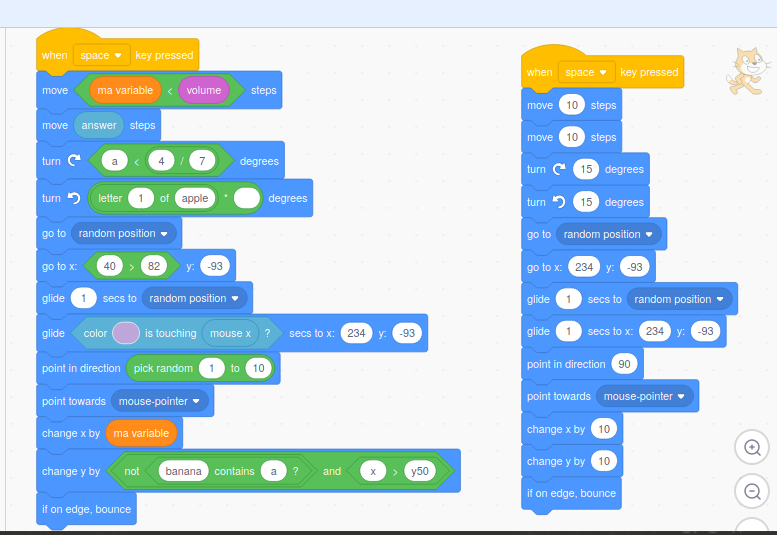 when space key pressed
move ma variable < volume steps
move answer steps
turn a < 4 / 7 degrees
turn letter 1 of apple * degrees
go to random position
go to x: 40 > 82 y: -93
glide 1 secs to random position
glide color is touching mouse x ? secs to x: 234 y: -93
point in direction pick random 1 to 10
point towards mouse-pointer
change x by ma variable
change y by not banana contains a ? and x > y50
if on edge, bounce
when space key pressed
move 10 steps
move 10 steps
turn 15 degrees
turn 15 degrees
go to random position
go to x: 234 y: -93
glide 1 secs to random position
glide 1 secs to x: 234 y: -93
point in direction 90
point towards mouse-pointer
change x by 10
change y by 10
if on edge, bounce